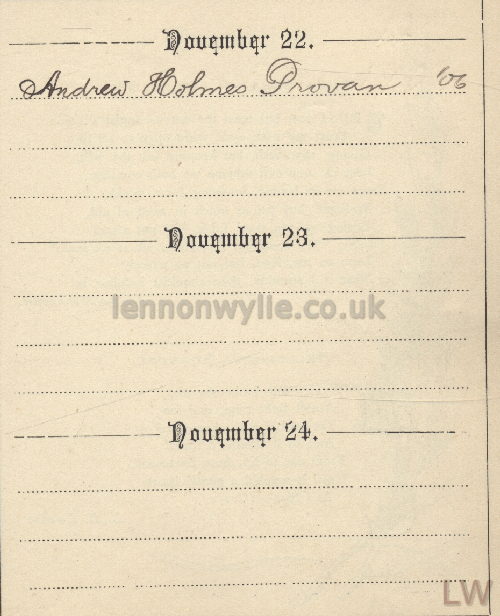 November 22.
Andrew Holmes Provan '06
November 23.
lennonwylie.co.uk
November 24.
LW